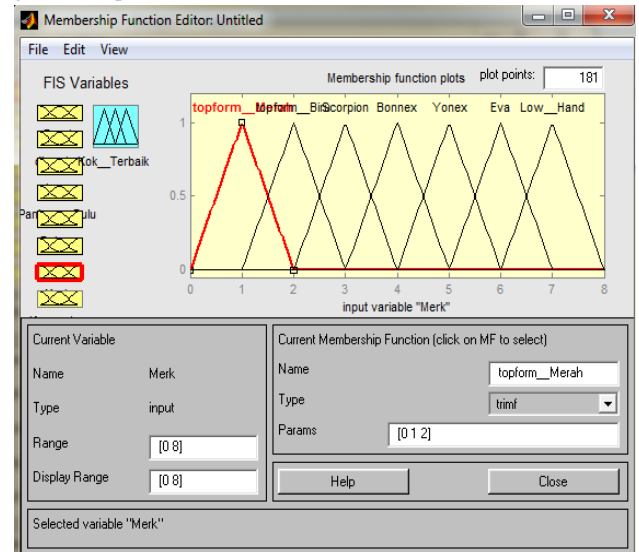 Membership Function Editor: Untitled
File Edit View
FIS Variables
Membership function plots
plot points: 181
topform__Merah topform__Biru Scorpion Bonnex Yonex Eva Low__Hand
1
Kok__Terbaik
0.5
ulu
0
0 1 2 3 4 5 6 7 8
input variable "Merk"
Current Variable
Name Merk
Type input
Range [0 8]
Display Range [0 8]
Current Membership Function (click on MF to select)
Name topform__Merah
Type trimf
Params [0 1 2]
Help Close
Selected variable "Merk"